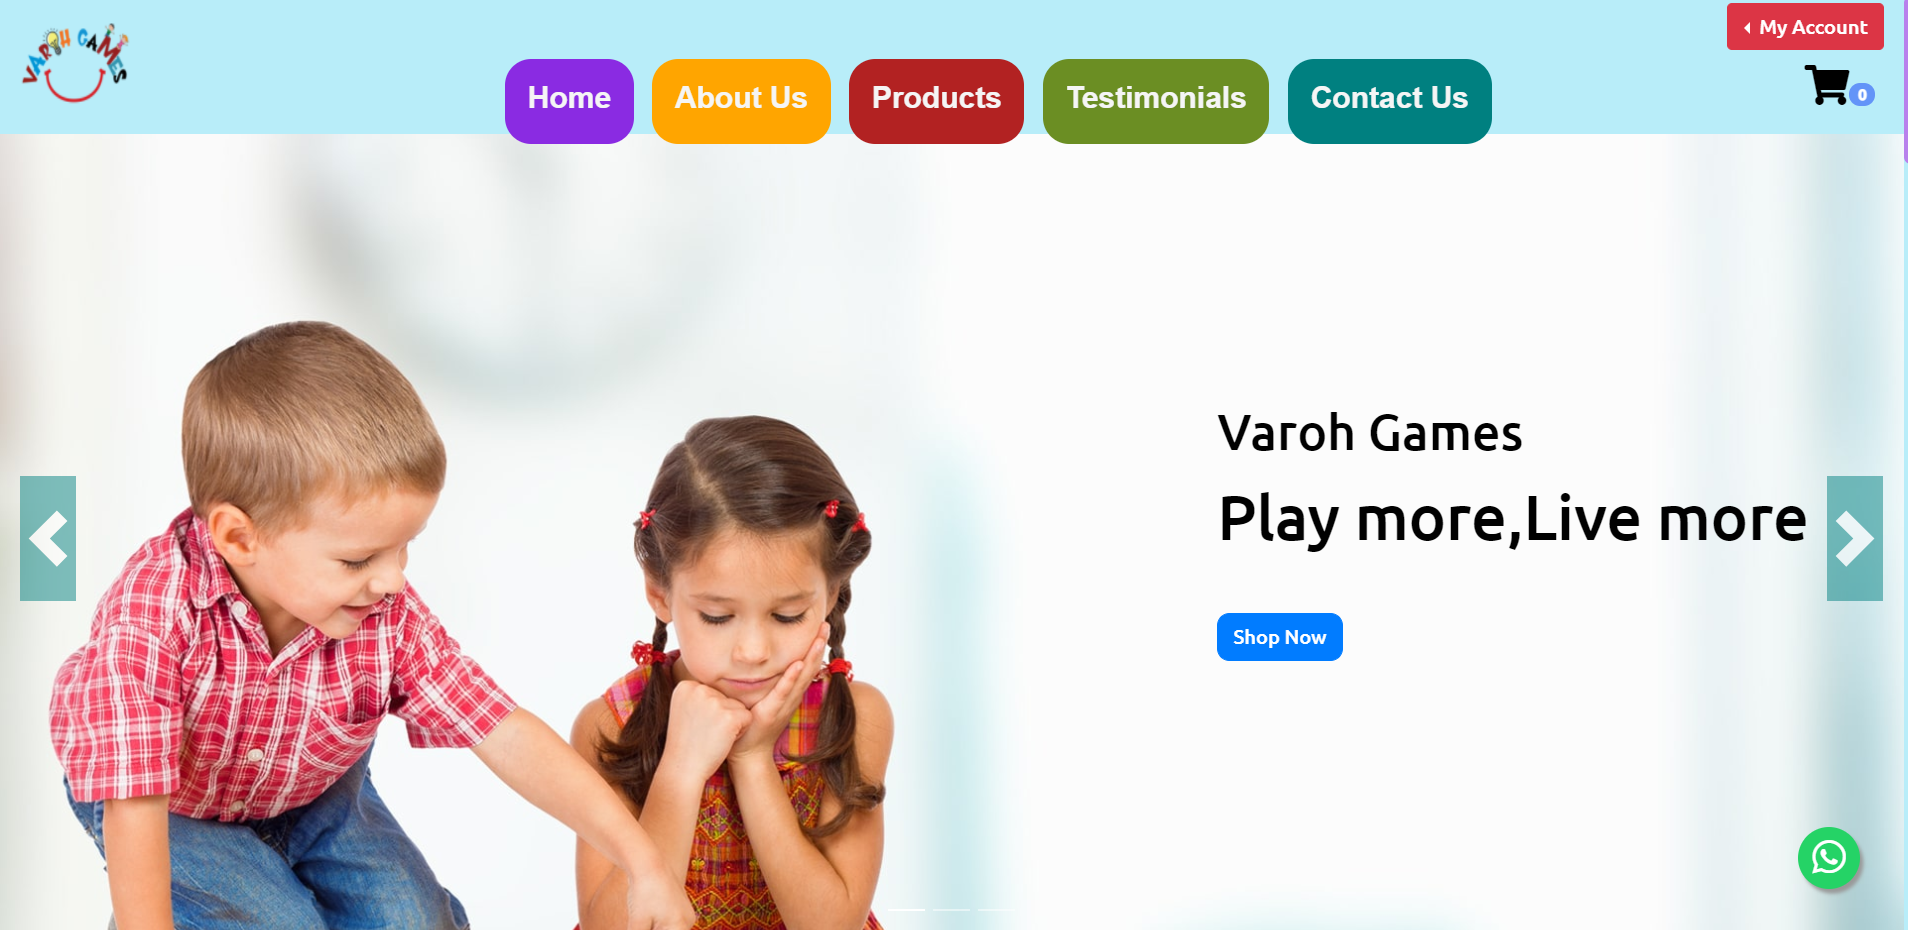 VAROH GAMES
My Account
Home
About Us
Products
Testimonials
Contact Us
0
Varoh Games
Play more,Live more
Shop Now